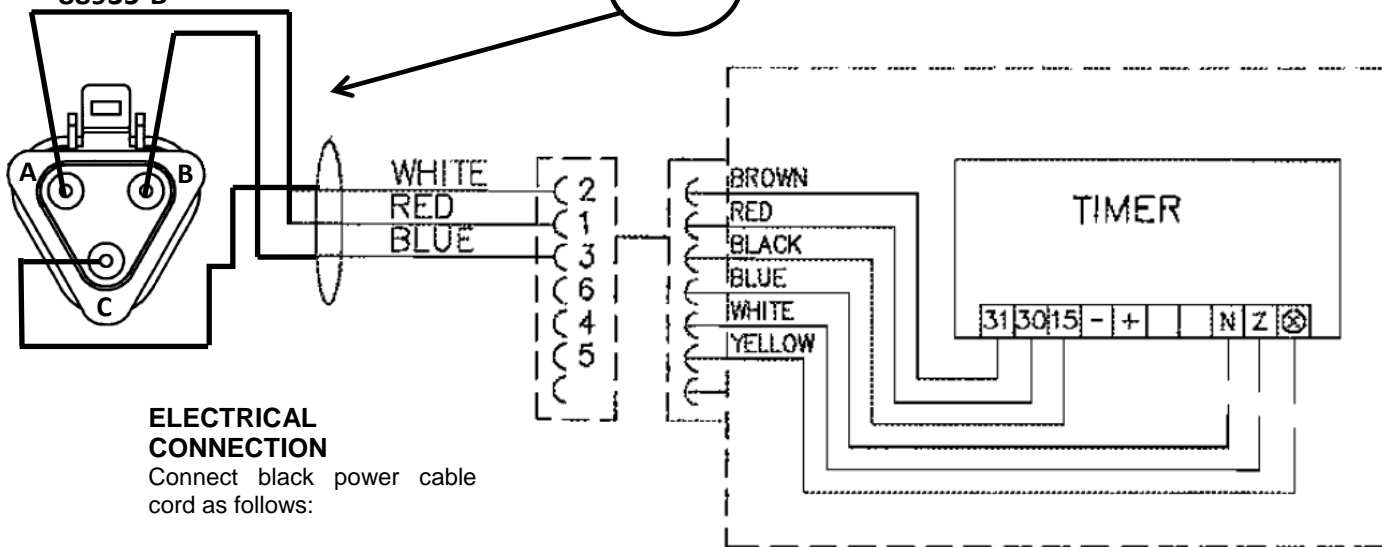 A
B
C
WHITE
RED
BLUE
2
1
3
6
4
5
BROWN
RED
BLACK
BLUE
WHITE
YELLOW
TIMER
31 30 15 - + N Z
ELECTRICAL
CONNECTION
Connect black power cable
cord as follows: